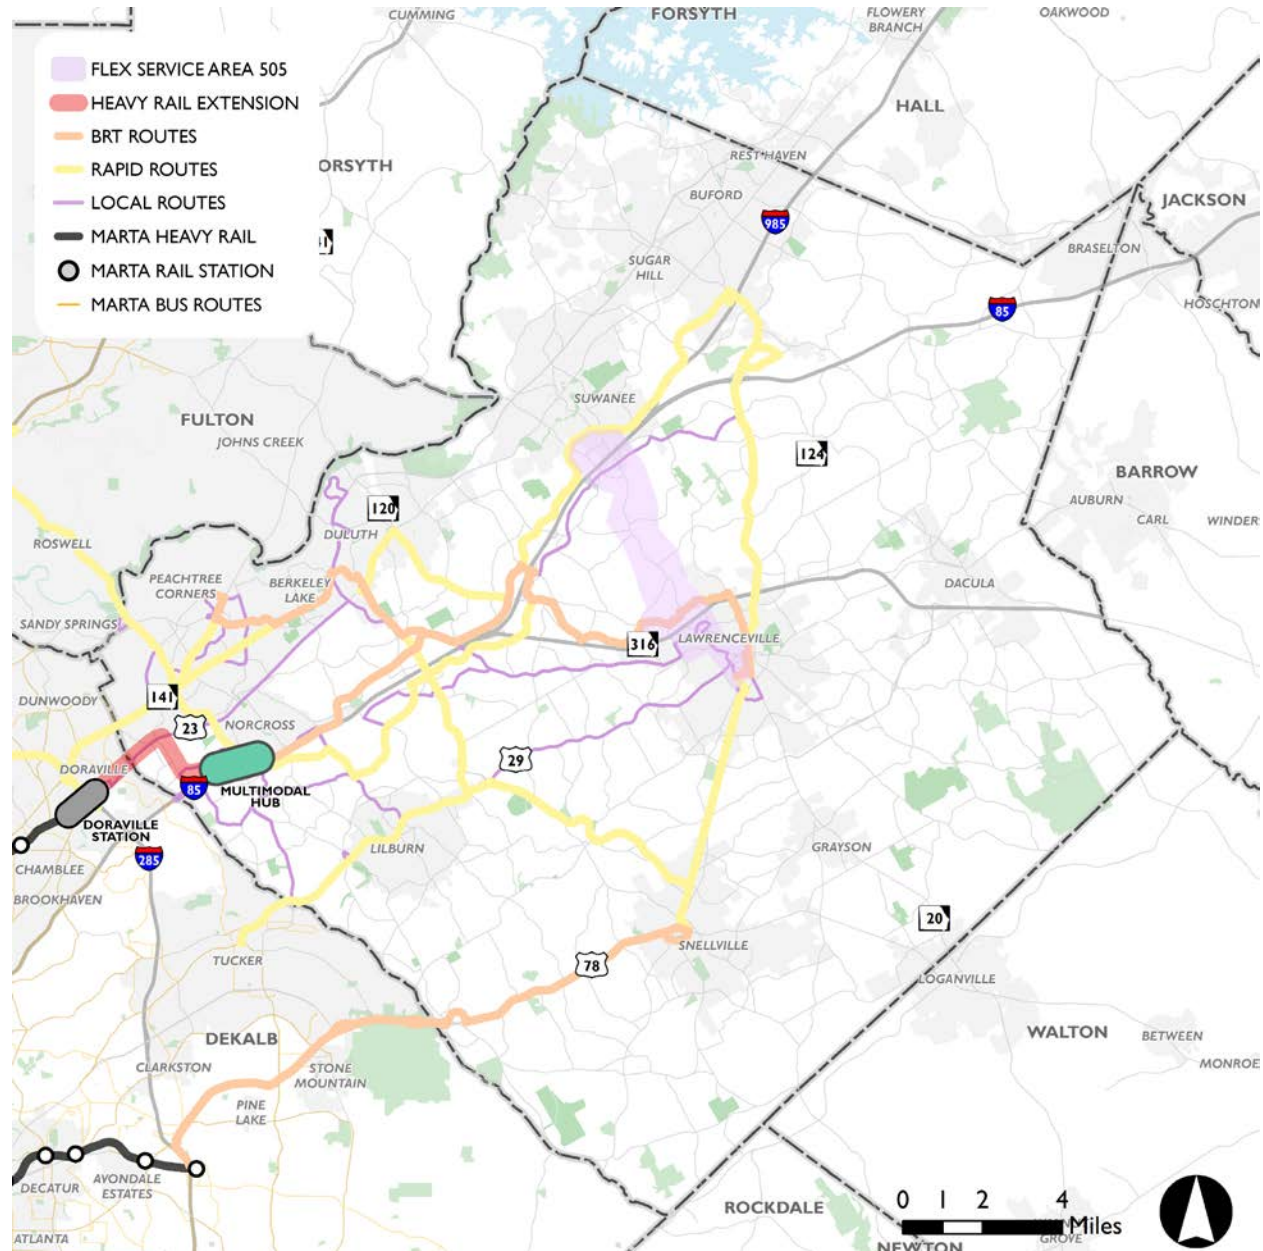 CUMMING
FORSYTH
FLOWERY
BRANCH
OAKWOOD
FLEX SERVICE AREA 505
HEAVY RAIL EXTENSION
BRT ROUTES
RAPID ROUTES
LOCAL ROUTES
MARTA HEAVY RAIL
MARTA RAIL STATION
MARTA BUS ROUTES
ORSYTH
HALL
REST HAVEN
BUFORD
985
JACKSON
BRASELTON
SUGAR
HILL
85
HOSCHTON
SUWANEE
FULTON
JOHNS CREEK
124
BARROW
AUBURN
CARL
WINDER
120
DULUTH
ROSWELL
PEACHTREE
CORNERS
BERKELEY
LAKE
DACULA
SANDY SPRINGS
316
LAWRENCEVILLE
DUNWOODY
141
23
NORCROSS
29
DORAVILLE
85
MULTIMODAL
HUB
DORAVILLE
STATION
285
LILBURN
GRAYSON
CHAMBLEE
BROOKHAVEN
20
TUCKER
SNELLVILLE
78
LOGANVILLE
DEKALB
WALTON
BETWEEN
MONROE
CLARKSTON
STONE
MOUNTAIN
PINE
LAKE
DECATUR
AVONDALE
ESTATES
ROCKDALE
0 1 2 4
Miles
GROVE
ATLANTA
NEWTON